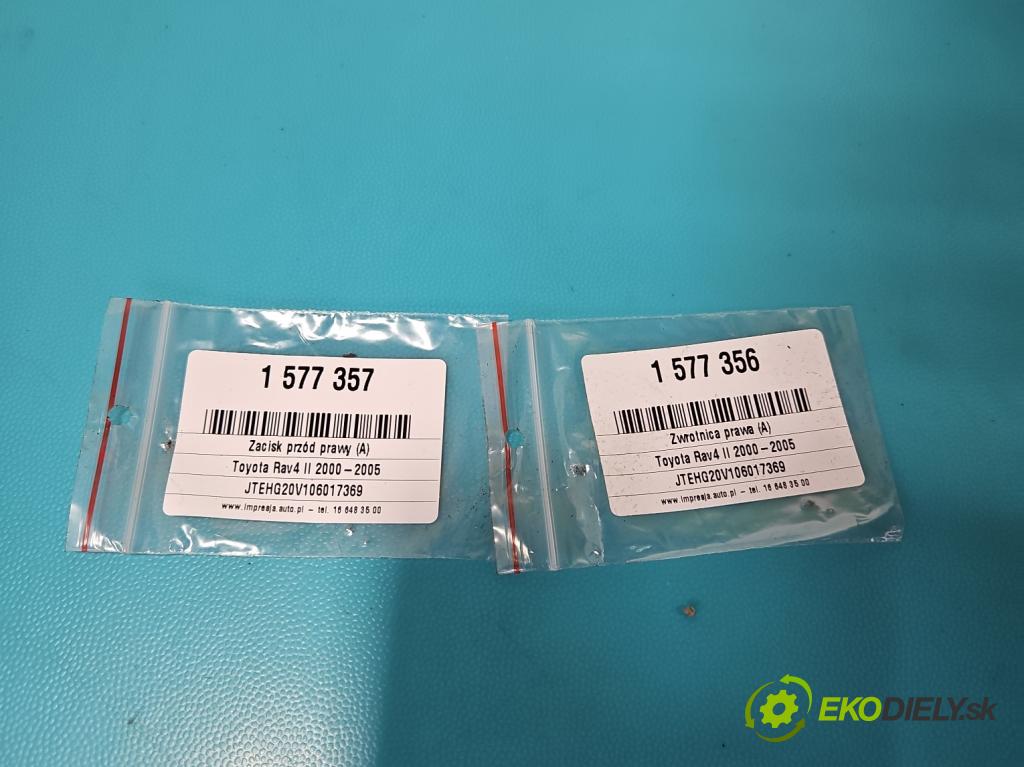 1 577 357
Zacisk przód prawy (A)
Toyota Rav4 II 2000 – 2005
JTEHG20V106017369
www.impresja.auto.pl – tel. 16 648 35 00
1 577 356
Zwrotnica prawa (A)
Toyota Rav4 II 2000 – 2005
JTEHG20V106017369
www.impresja.auto.pl – tel. 16 648 35 00
EKODIELY.sk